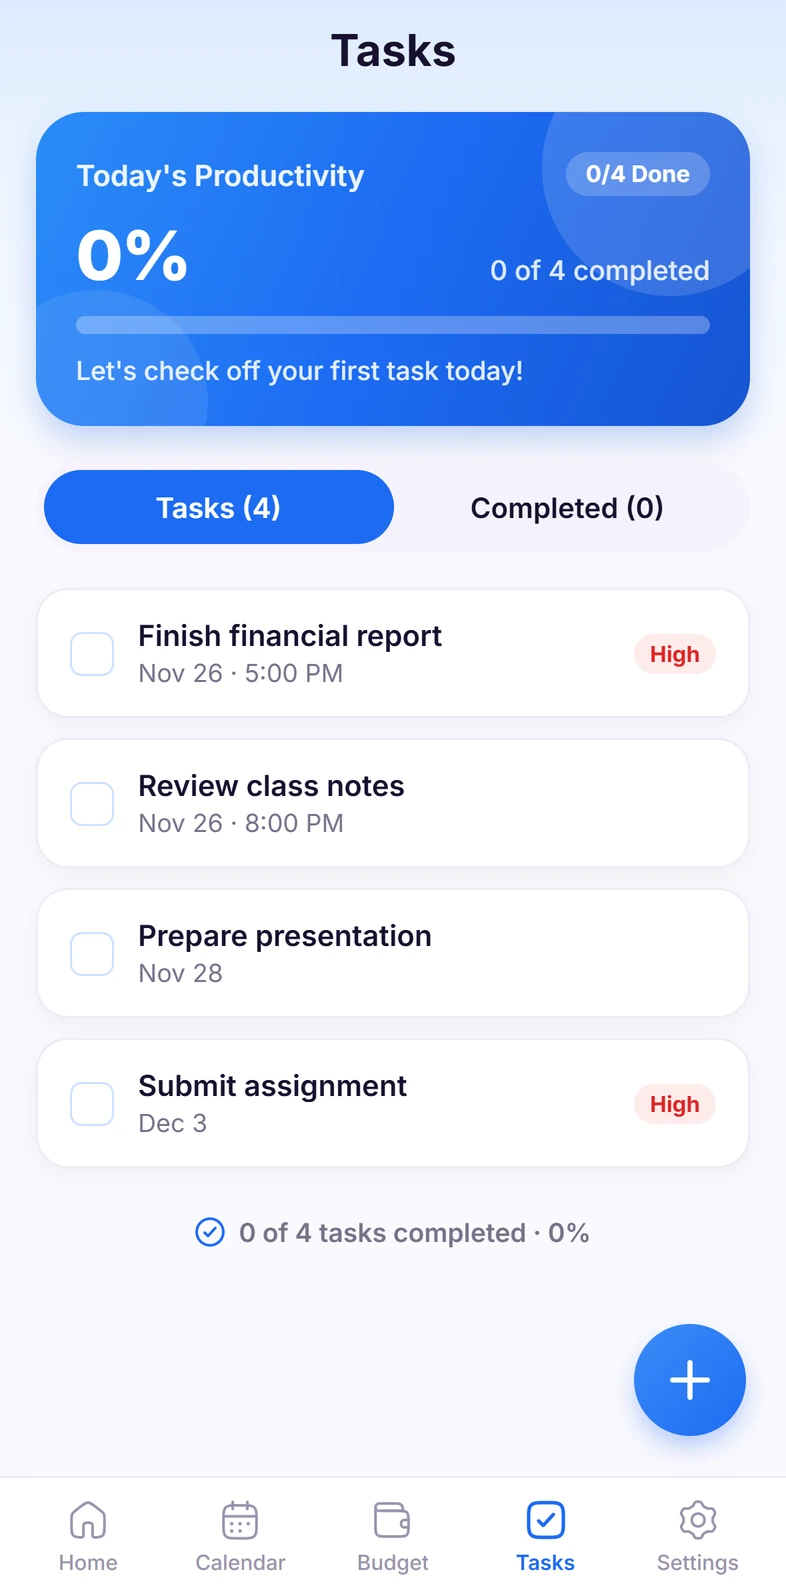 Tasks
Today's Productivity
0/4 Done
0%
0 of 4 completed
Let's check off your first task today!
Tasks (4)
Completed (0)
Finish financial report
Nov 26 · 5:00 PM
High
Review class notes
Nov 26 · 8:00 PM
Prepare presentation
Nov 28
Submit assignment
Dec 3
High
0 of 4 tasks completed · 0%
Home
Calendar
Budget
Tasks
Settings